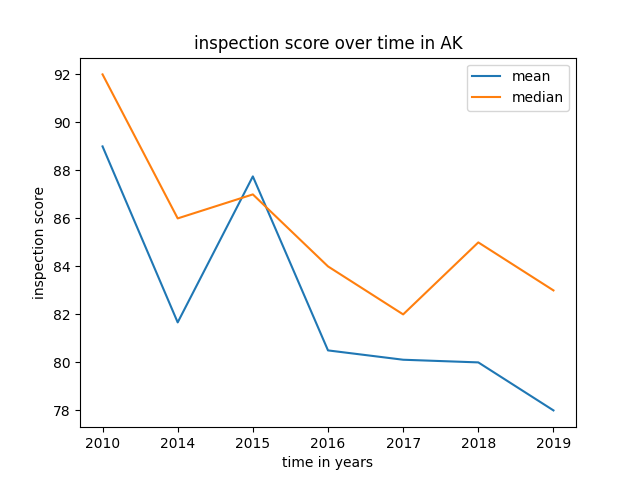 inspection score over time in AK
mean
median
92
90
88
86
84
82
80
78
inspection score
2010 2014 2015 2016 2017 2018 2019
time in years